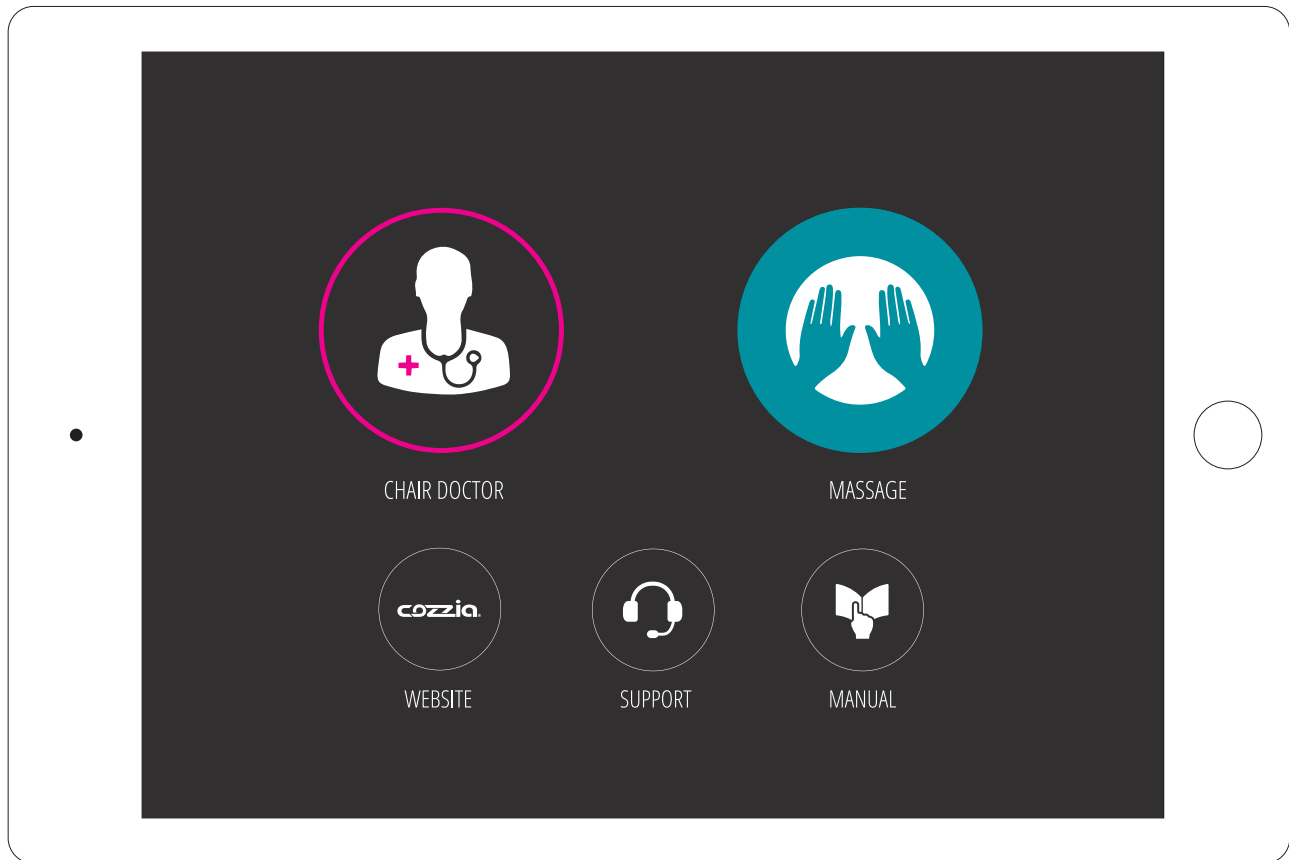 CHAIR DOCTOR
MASSAGE
cozzia.
WEBSITE
SUPPORT
MANUAL